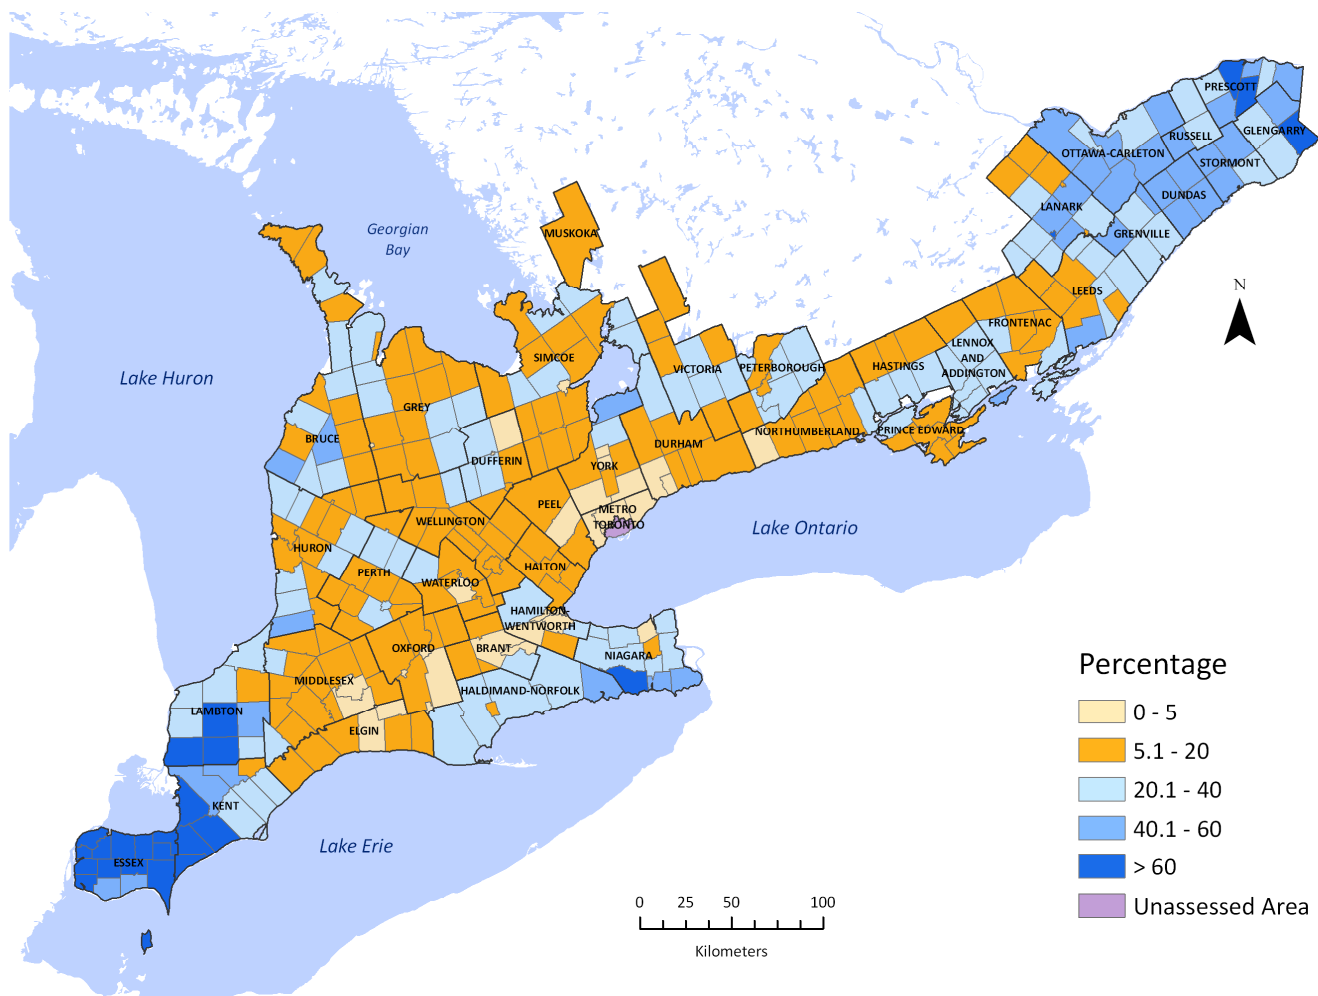 PRESCOTT
GLENGARRY
RUSSELL
OTTAWA-CARLETON
STORMONT
DUNDAS
LANARK
GRENVILLE
Georgian
Bay
MUSKOKA
N
LEEDS
FRONTENAC
LENNOX
AND
ADDINGTON
HASTINGS
SIMCOE
VICTORIA
PETERBOROUGH
Lake Huron
GREY
BRUCE
NORTHUMBERLAND
PRINCE EDWARD
DURHAM
DUFFERIN
YORK
PEEL
METRO
TORONTO
WELLINGTON
Lake Ontario
HURON
HALTON
PERTH
WATERLOO
HAMILTON-
WENTWORTH
OXFORD
BRANT
NIAGARA
MIDDLESEX
HALDIMAND-NORFOLK
LAMBTON
ELGIN
KENT
Lake Erie
ESSEX
Percentage
0 - 5
5.1 - 20
20.1 - 40
40.1 - 60
> 60
Unassessed Area
0 25 50 100
Kilometers